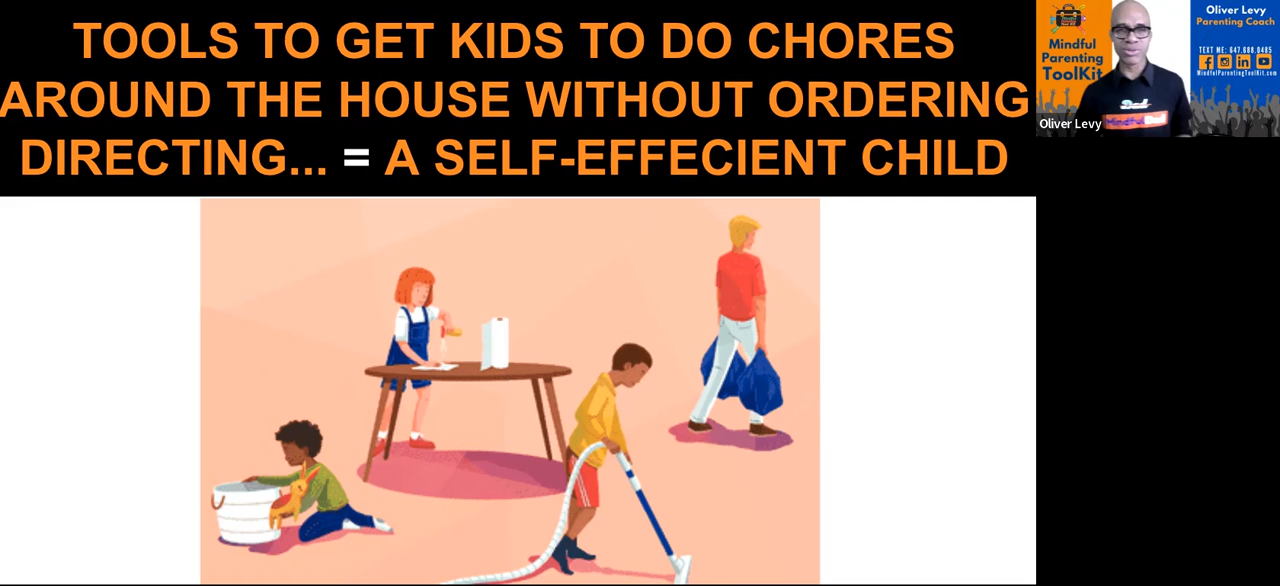 TOOLS TO GET KIDS TO DO CHORES
AROUND THE HOUSE WITHOUT ORDERING
DIRECTING... = A SELF-EFFECIENT CHILD
Mindful
Parenting
ToolKit
Oliver Levy
Oliver Levy
Parenting Coach
TEXT ME: 647.888.0485
MindfulParentingToolKit.com